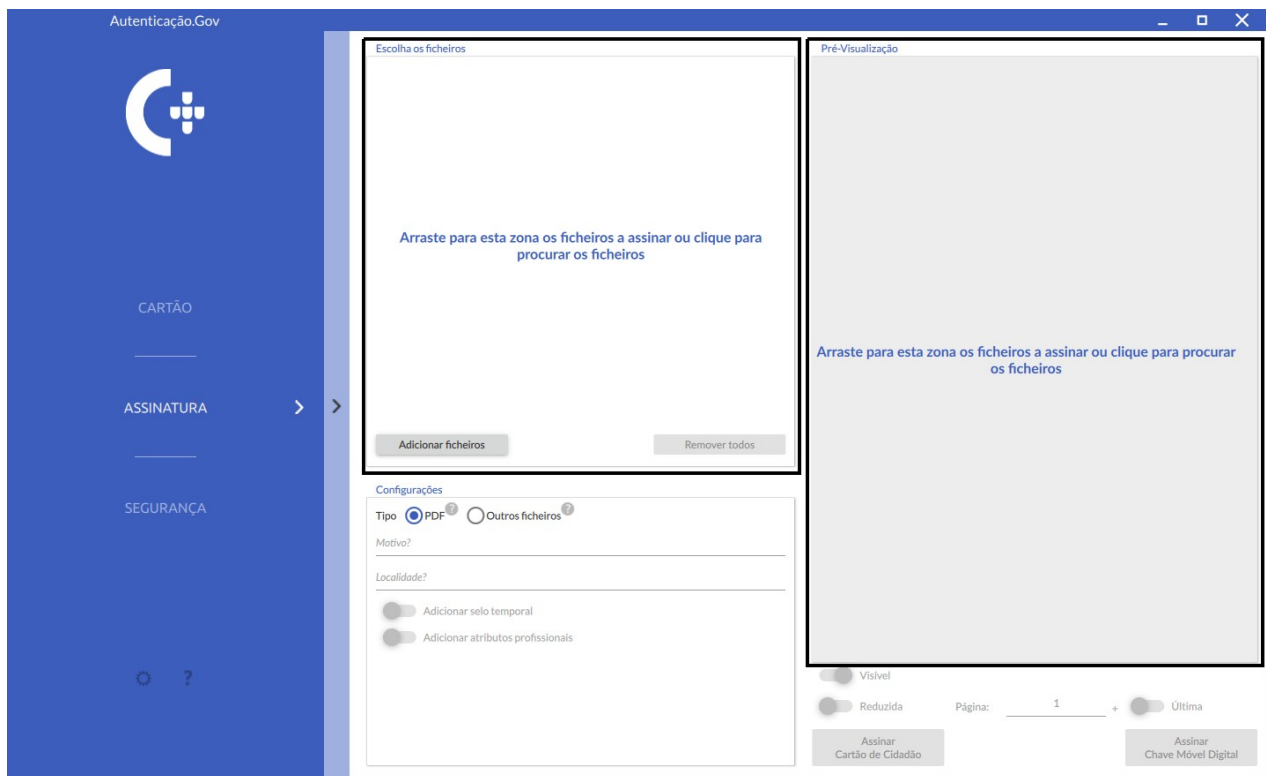 Autenticação.Gov
CARTÃO
ASSINATURA
SEGURANÇA
?
Escolha os ficheiros
Arraste para esta zona os ficheiros a assinar ou clique para
procurar os ficheiros
Adicionar ficheiros
Remover todos
Configurações
Tipo PDF ? Outros ficheiros ?
Motivo?
Localidade?
Adicionar selo temporal
Adicionar atributos profissionais
Pré-Visualização
Arraste para esta zona os ficheiros a assinar ou clique para procurar
os ficheiros
Visível
Reduzida Página: 1 + Última
Assinar
Cartão de Cidadão
Assinar
Chave Móvel Digital